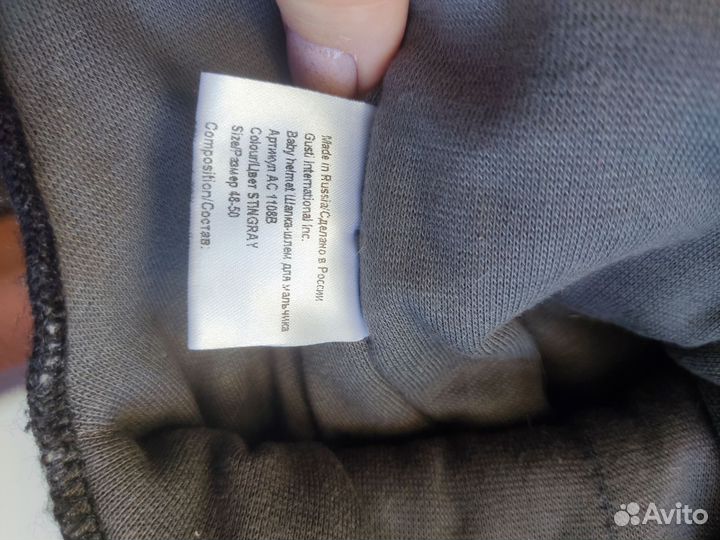 Made in Russia/Сделано в России
Gusti International Inc.
Baby helmet Шапка-шлем для мальчика
Артикул AC 1108B
Colour/Цвет STINGRAY
Size/Размер 48-50
Composition/Состав:
Avito